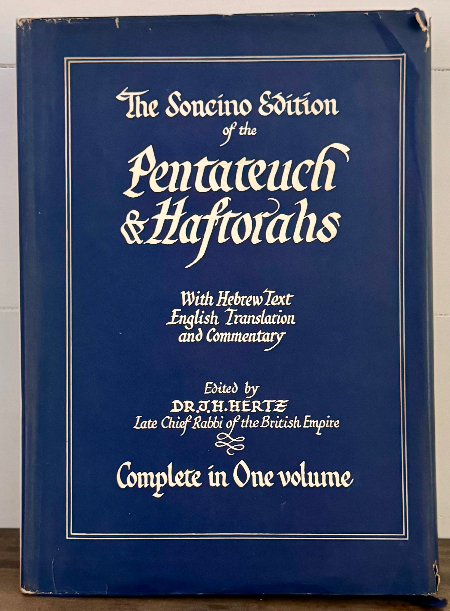 The Soncino Edition
of the
Pentateuch
& Haftorahs
With Hebrew Text
English Translation
and Commentary
Edited by
DR. J. H. HERTZ
Late Chief Rabbi of the British Empire
Complete in One volume